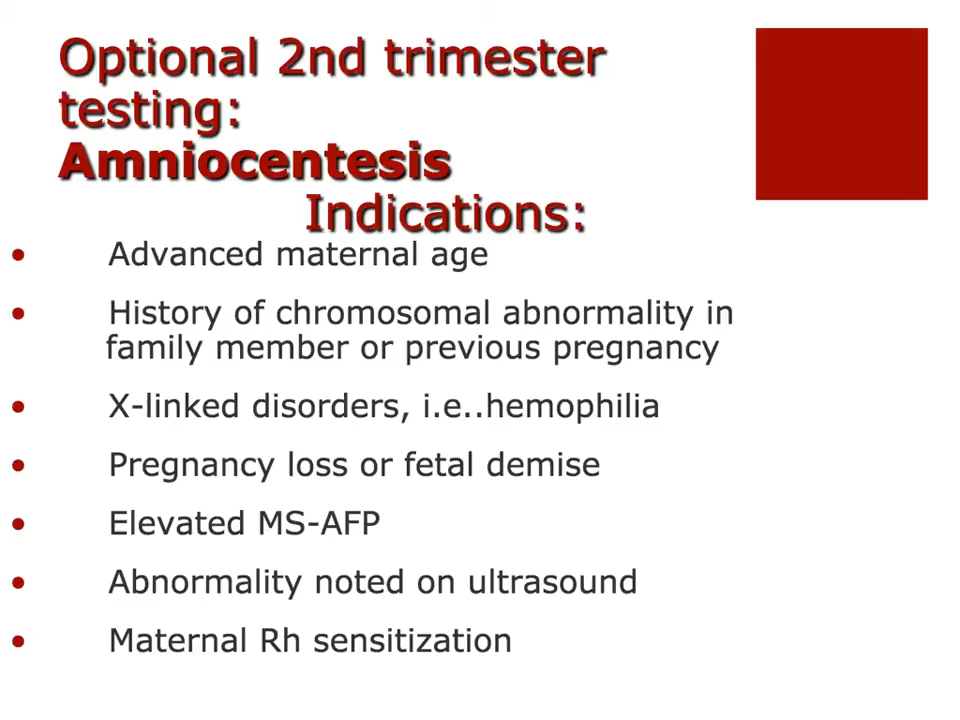 Optional 2nd trimester
testing:
Amniocentesis
Indications:
• Advanced maternal age
• History of chromosomal abnormality in
family member or previous pregnancy
• X-linked disorders, i.e..hemophilia
• Pregnancy loss or fetal demise
• Elevated MS-AFP
• Abnormality noted on ultrasound
• Maternal Rh sensitization